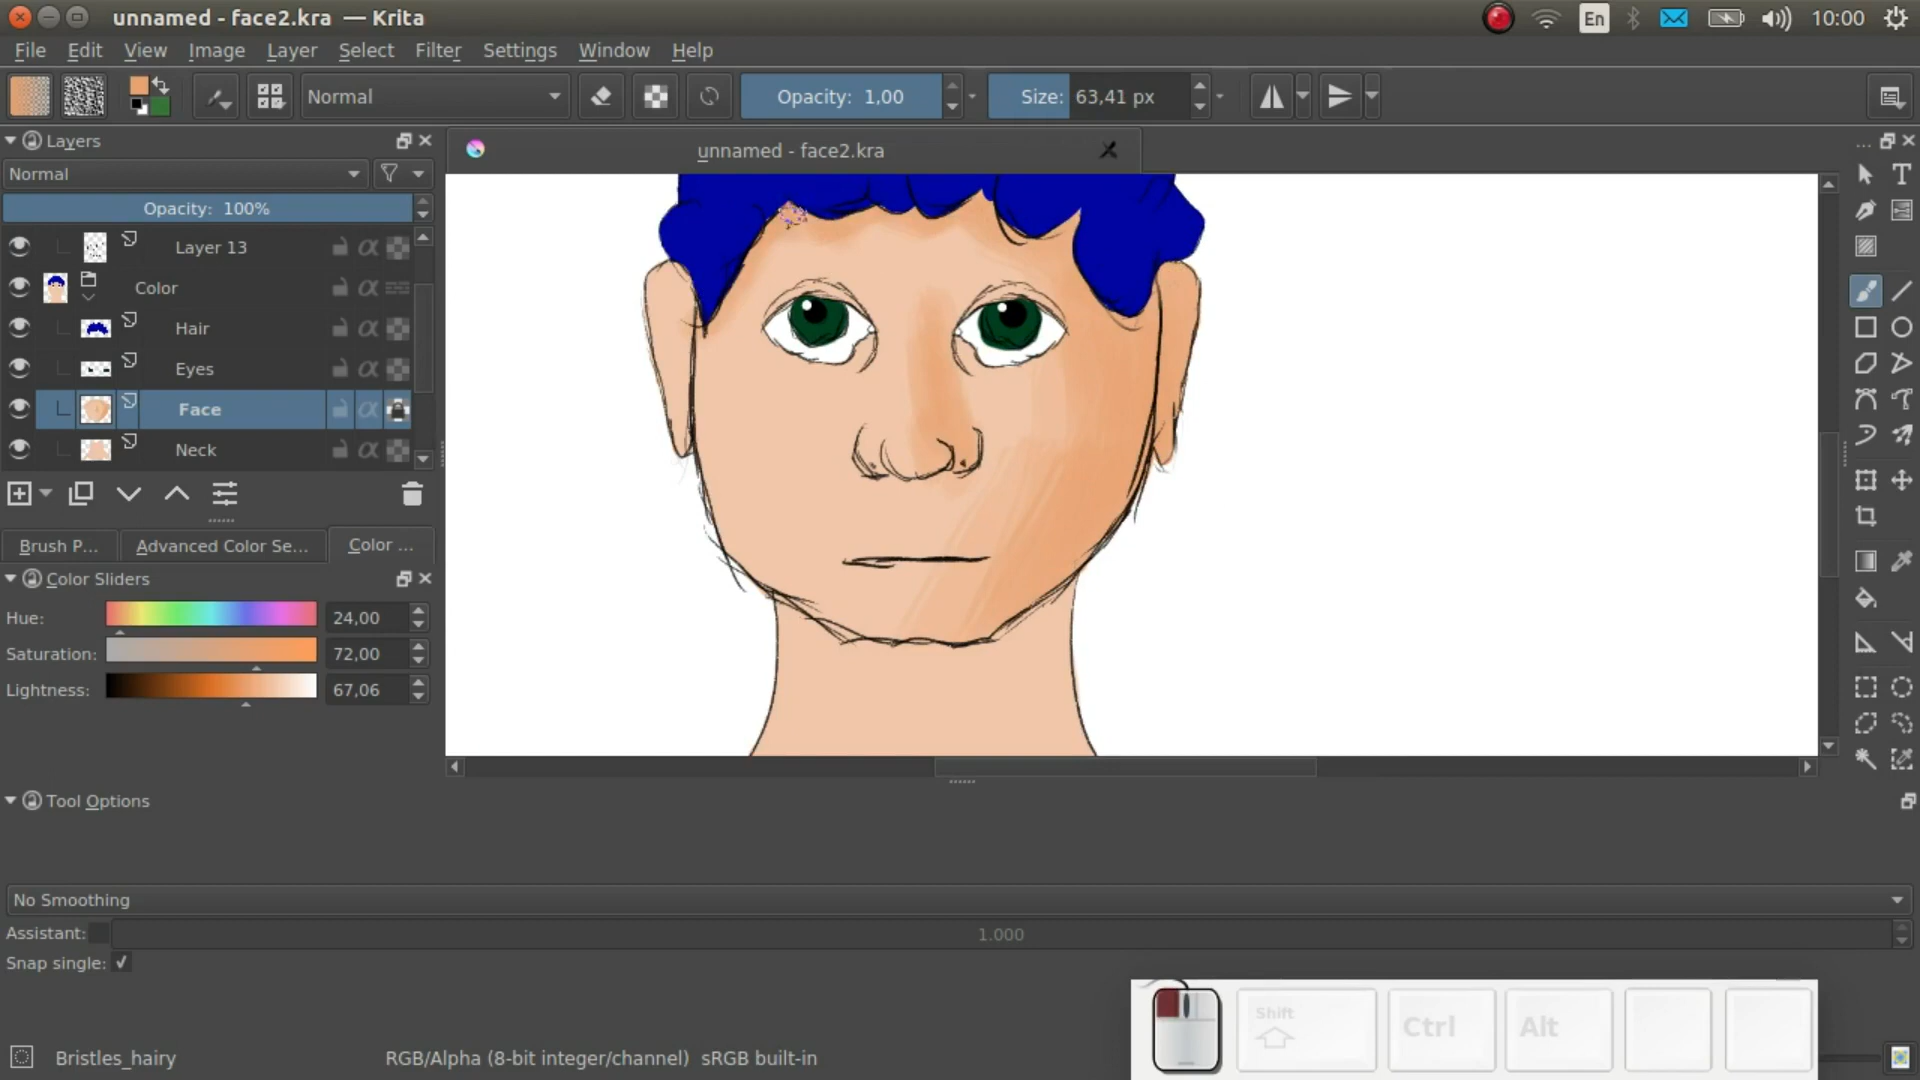 unnamed - face2.kra — Krita
En
10:00
File Edit View Image Layer Select Filter Settings Window Help
Normal
Opacity: 1,00
Size: 63,41 px
Layers
unnamed - face2.kra
Normal
Opacity: 100%
Layer 13
Color
Hair
Eyes
Face
Neck
Brush P...
Advanced Color Se...
Color ...
Color Sliders
Hue:
24,00
Saturation:
72,00
Lightness:
67,06
Tool Options
No Smoothing
Assistant:
1.000
Snap single:
Shift
Ctrl
Alt
Bristles_hairy
RGB/Alpha (8-bit integer/channel) sRGB built-in